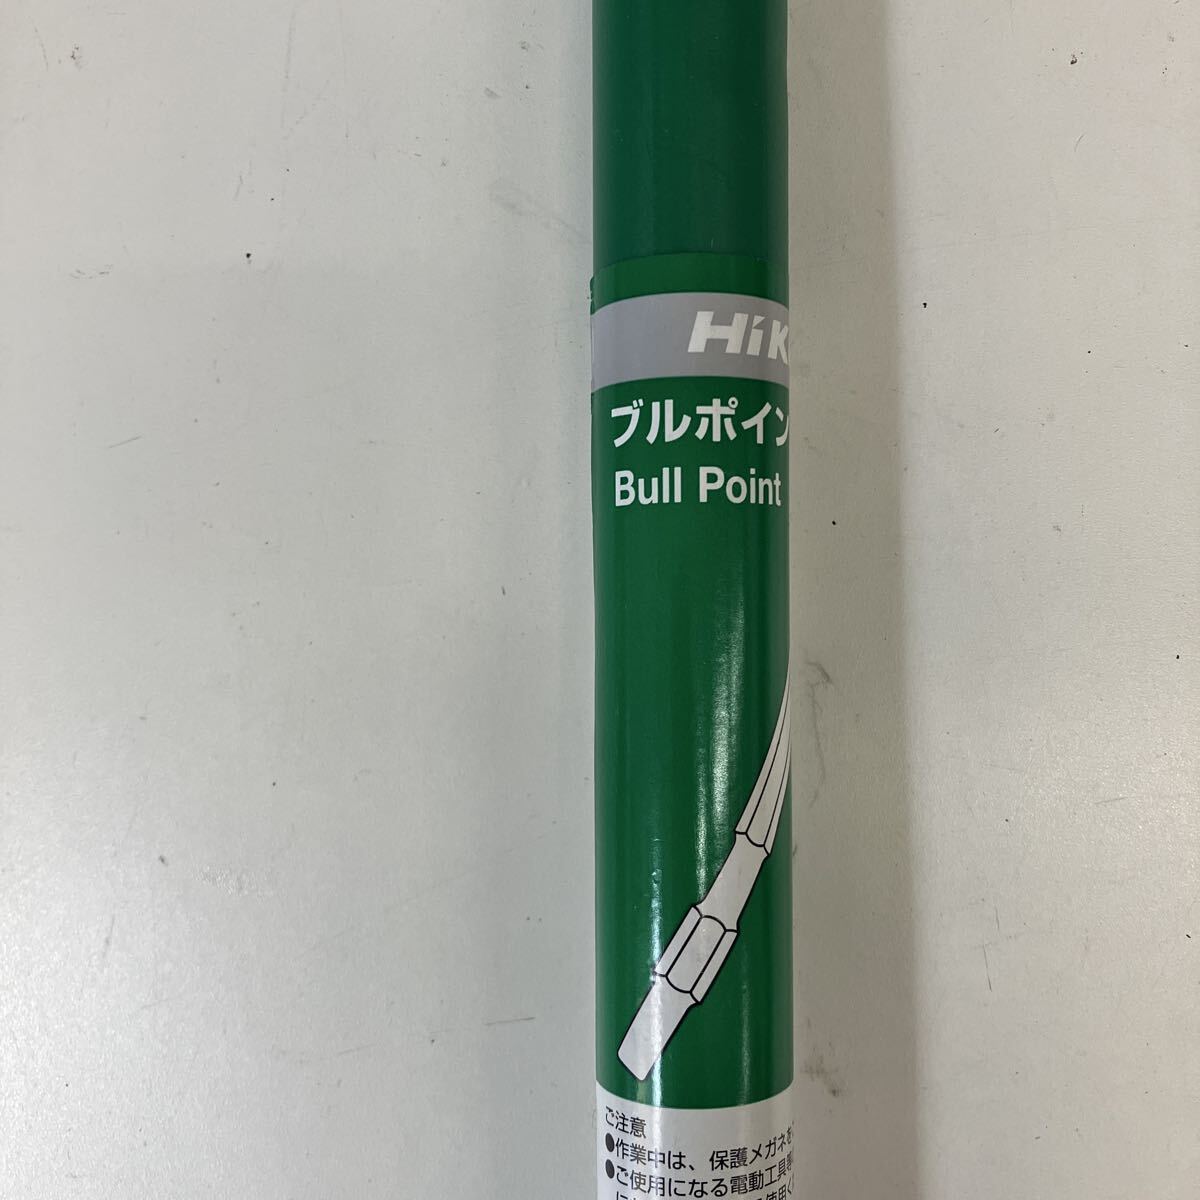 HiK
ブルポイン
Bull Point
ご注意
●作業中は、保護メガネを
●ご使用になる電動工具